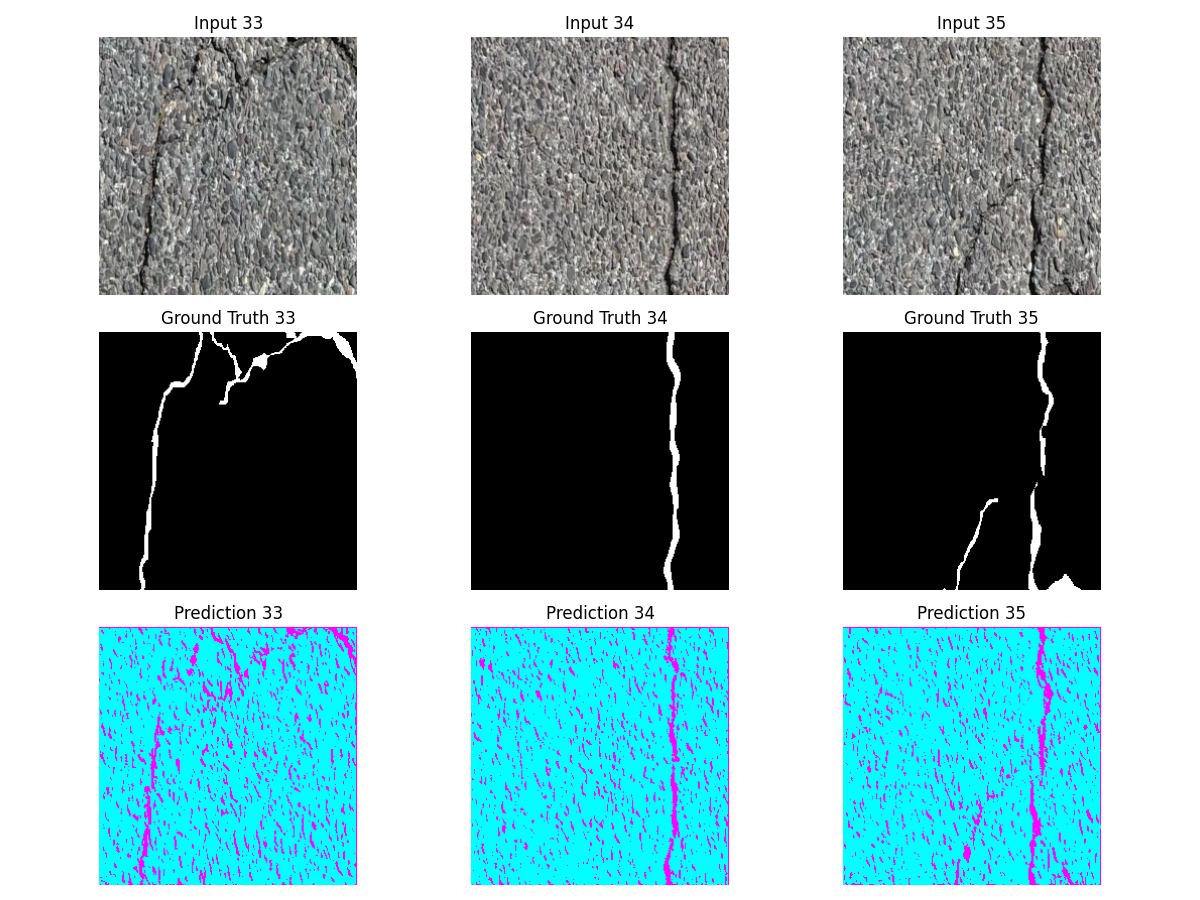 Input 33
Input 34
Input 35
Ground Truth 33
Ground Truth 34
Ground Truth 35
Prediction 33
Prediction 34
Prediction 35